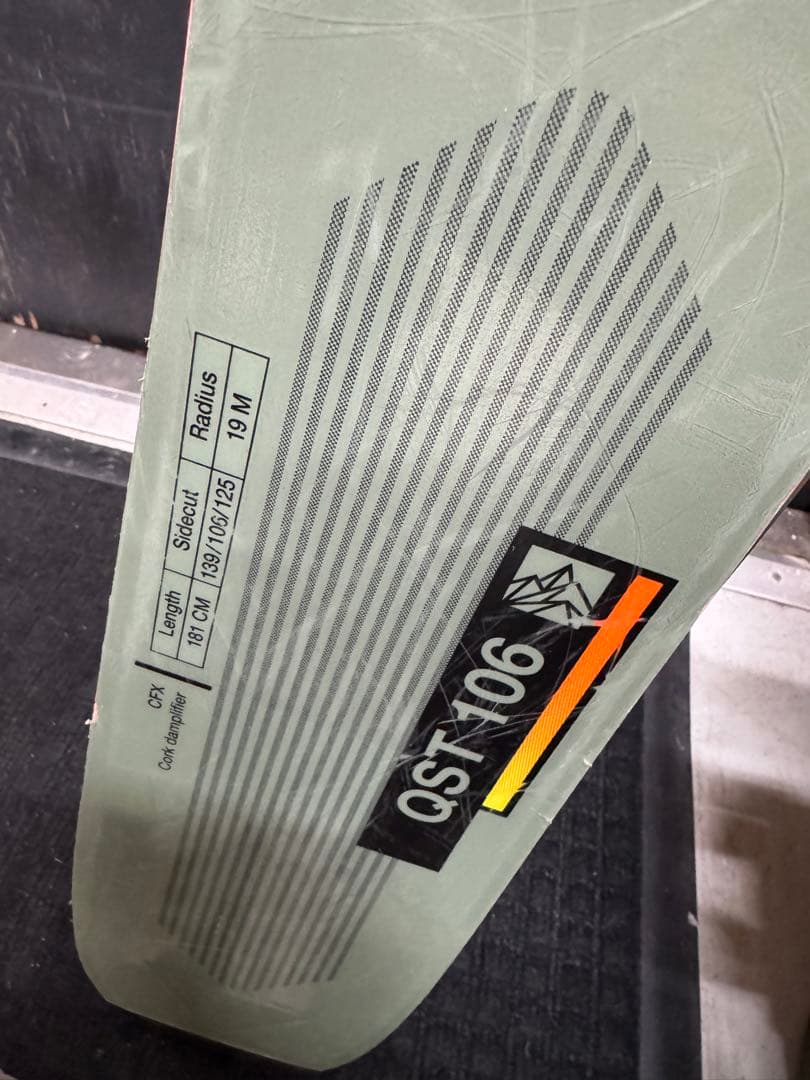 Length Sidecut Radius
181 CM 139/106/125 19 M
CFX
Cork damplifier
QST 106